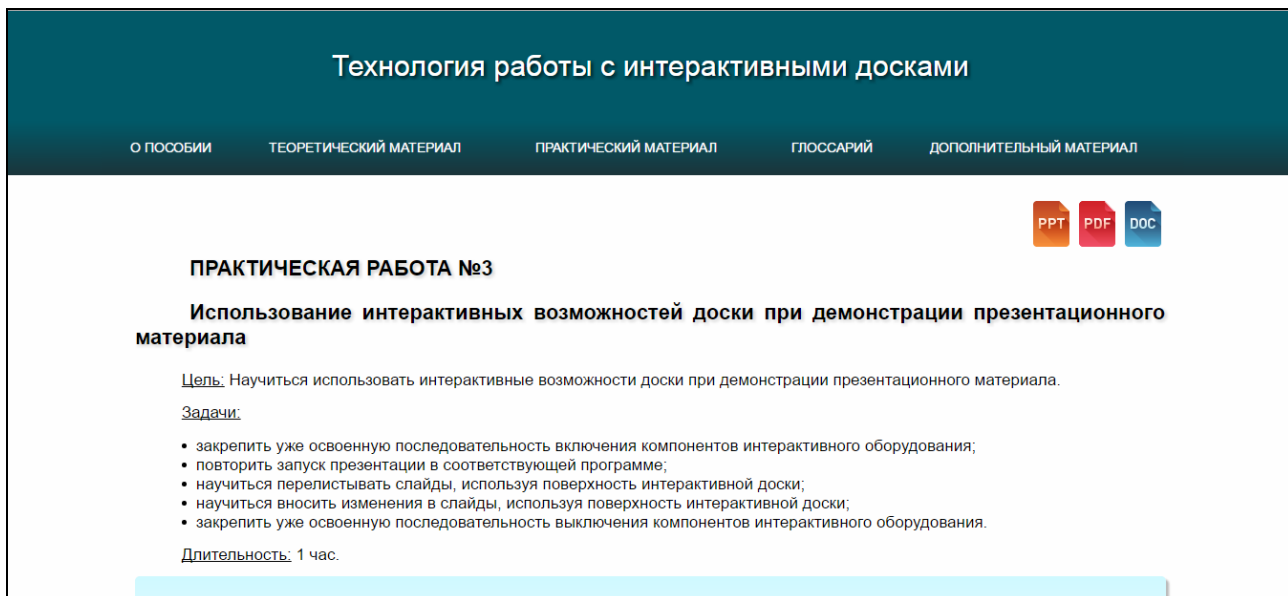 Технология работы с интерактивными досками
О ПОСОБИИ ТЕОРЕТИЧЕСКИЙ МАТЕРИАЛ ПРАКТИЧЕСКИЙ МАТЕРИАЛ ГЛОССАРИЙ ДОПОЛНИТЕЛЬНЫЙ МАТЕРИАЛ
PPT PDF DOC
ПРАКТИЧЕСКАЯ РАБОТА №3
Использование интерактивных возможностей доски при демонстрации презентационного
материала
Цель: Научиться использовать интерактивные возможности доски при демонстрации презентационного материала.
Задачи:
• закрепить уже освоенную последовательность включения компонентов интерактивного оборудования;
• повторить запуск презентации в соответствующей программе;
• научиться перелистывать слайды, используя поверхность интерактивной доски;
• научиться вносить изменения в слайды, используя поверхность интерактивной доски;
• закрепить уже освоенную последовательность выключения компонентов интерактивного оборудования.
Длительность: 1 час.